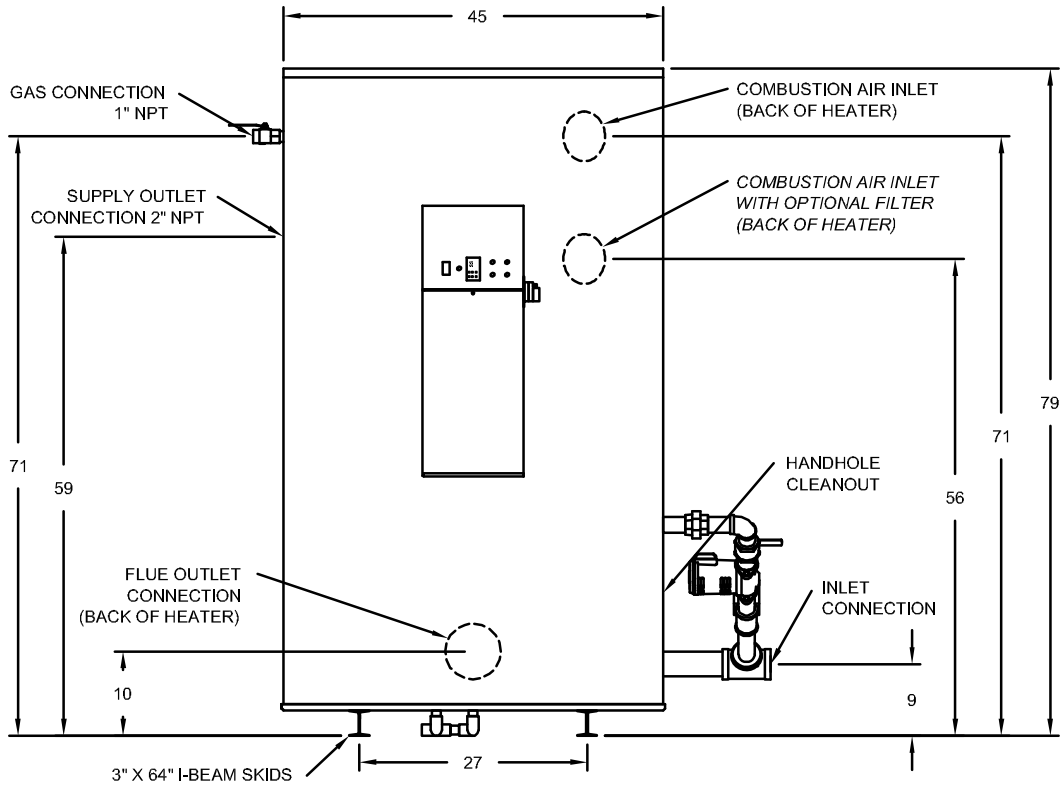 45
GAS CONNECTION
1" NPT
COMBUSTION AIR INLET
(BACK OF HEATER)
SUPPLY OUTLET
CONNECTION 2" NPT
COMBUSTION AIR INLET
WITH OPTIONAL FILTER
(BACK OF HEATER)
79
71
71
59
56
HANDHOLE
CLEANOUT
FLUE OUTLET
CONNECTION
(BACK OF HEATER)
INLET
CONNECTION
10
9
27
3" X 64" I-BEAM SKIDS